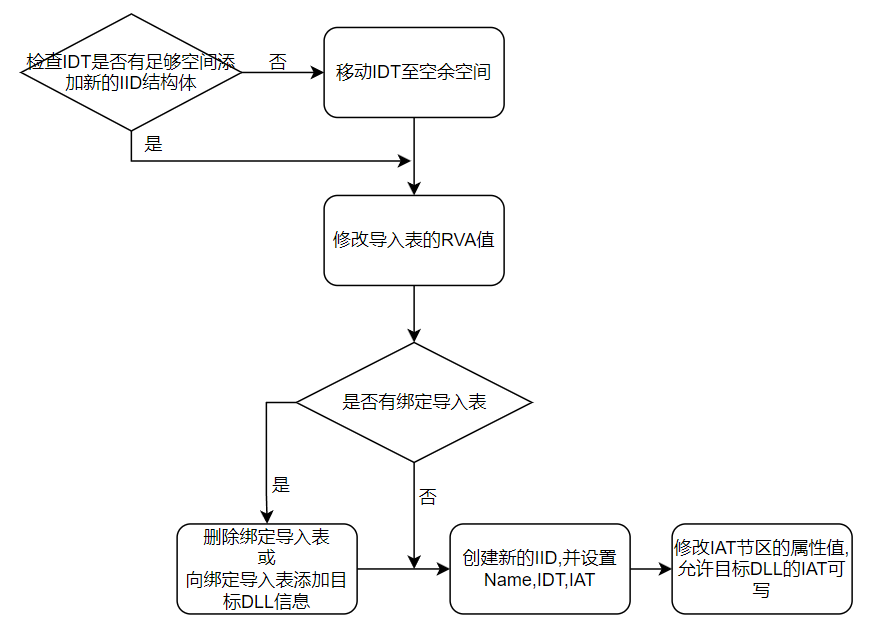 检查IDT是否有足够空间添
加新的IID结构体
否
移动IDT至空余空间
是
修改导入表的RVA值
是否有绑定导入表
是
否
删除绑定导入表
或
向绑定导入表添加目
标DLL信息
创建新的IID,并设置
Name,IDT,IAT
修改IAT节区的属性值,
允许目标DLL的IAT可
写